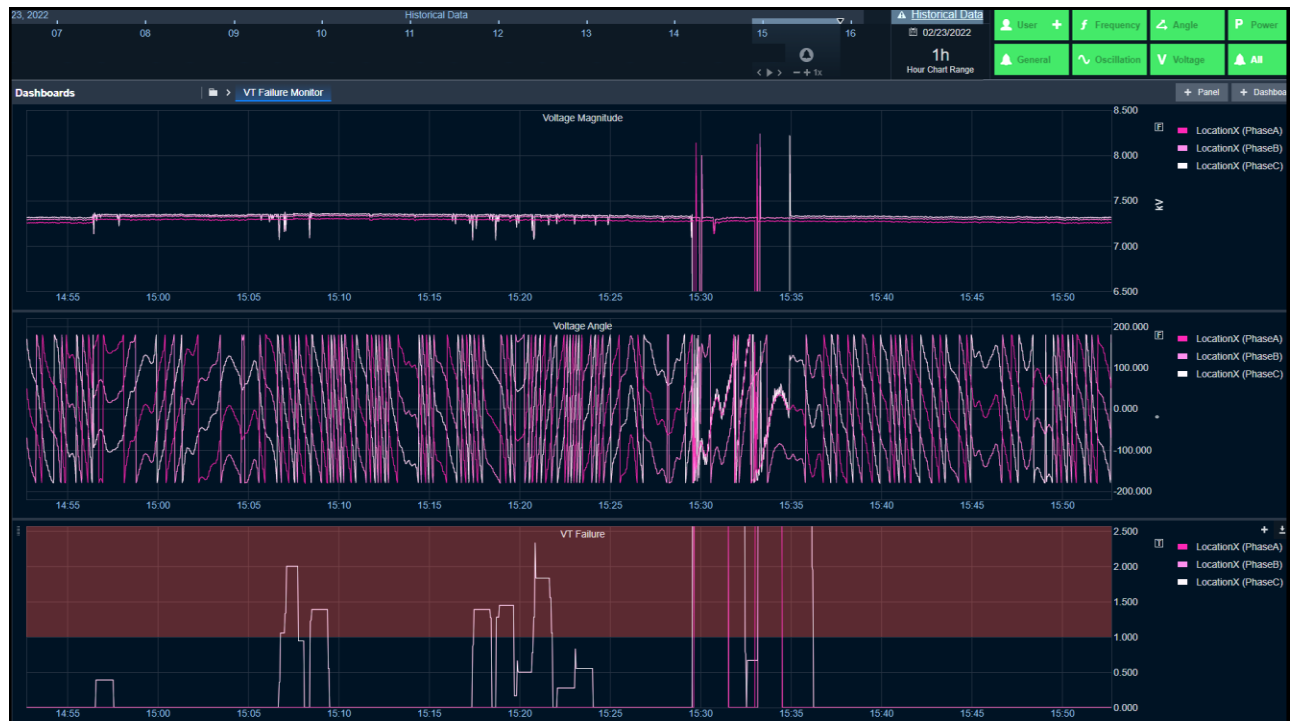 23, 2022
Historical Data
07 08 09 10 11 12 13 14 15 16
1x
Historical Data
02/23/2022
1h
Hour Chart Range
User + Frequency Angle P Power
General Oscillation V Voltage All
Dashboards > VT Failure Monitor + Panel + Dashboa
Voltage Magnitude
8.500
8.000
7.500
7.000
6.500
kV
F
LocationX (PhaseA)
LocationX (PhaseB)
LocationX (PhaseC)
14:55 15:00 15:05 15:10 15:15 15:20 15:25 15:30 15:35 15:40 15:45 15:50
Voltage Angle
200.000
100.000
0.000
-100.000
-200.000
°
F
LocationX (PhaseA)
LocationX (PhaseB)
LocationX (PhaseC)
14:55 15:00 15:05 15:10 15:15 15:20 15:25 15:30 15:35 15:40 15:45 15:50
VT Failure
2.500
2.000
1.500
1.000
0.500
0.000
T
LocationX (PhaseA)
LocationX (PhaseB)
LocationX (PhaseC)
14:55 15:00 15:05 15:10 15:15 15:20 15:25 15:30 15:35 15:40 15:45 15:50